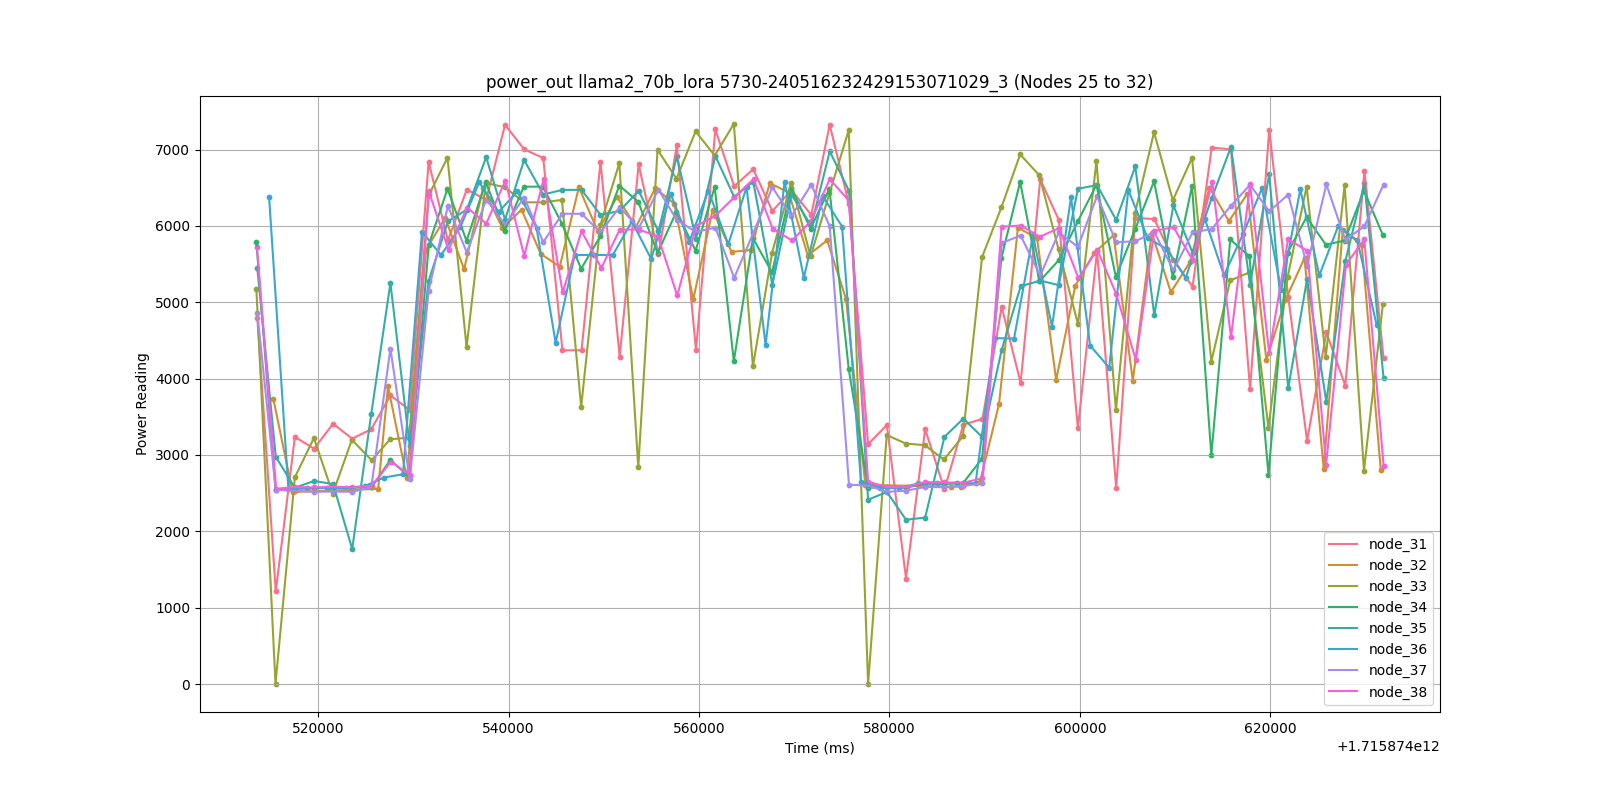 power_out llama2_70b_lora 5730-240516232429153071029_3 (Nodes 25 to 32)
Power Reading
7000
6000
5000
4000
3000
2000
1000
0
520000 540000 560000 580000 600000 620000
Time (ms)
+1.715874e12
node_31
node_32
node_33
node_34
node_35
node_36
node_37
node_38